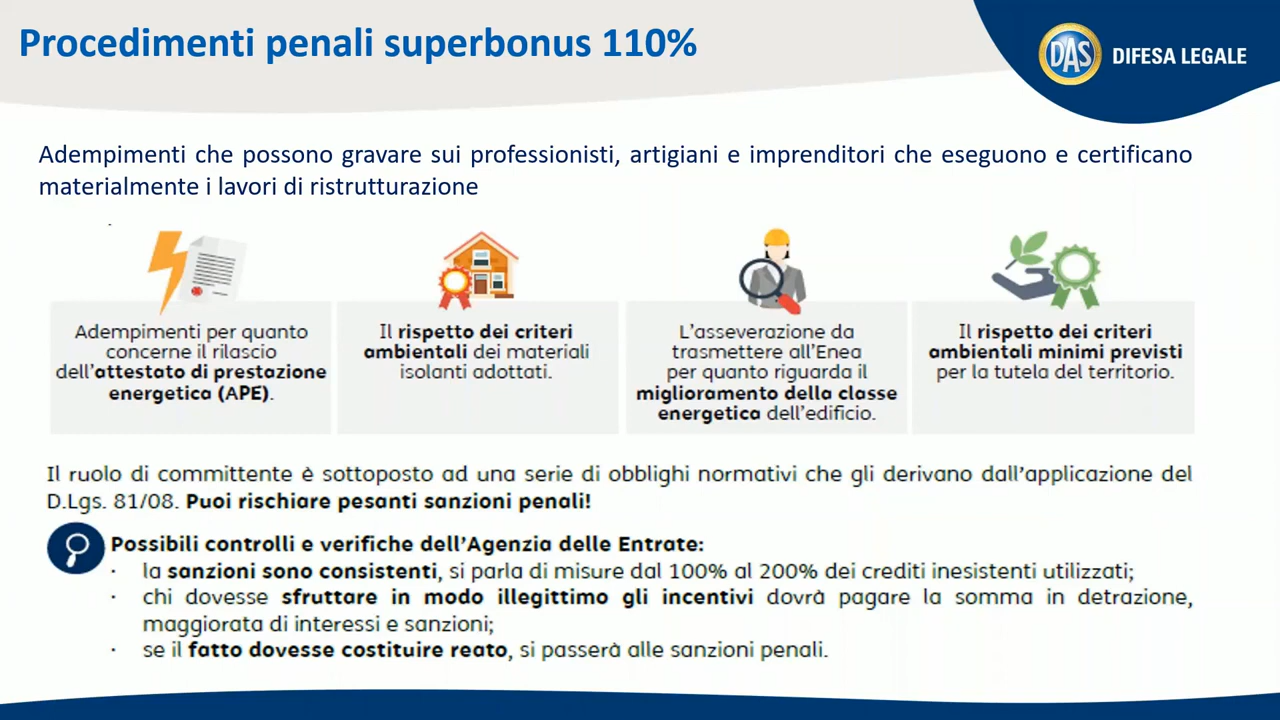 Procedimenti penali superbonus 110%
DAS DIFESA LEGALE
Adempimenti che possono gravare sui professionisti, artigiani e imprenditori che eseguono e certificano
materialmente i lavori di ristrutturazione
Adempimenti per quanto
concerne il rilascio
dell'attestato di prestazione
energetica (APE).
Il rispetto dei criteri
ambientali dei materiali
isolanti adottati.
L'asseverazione da
trasmettere all'Enea
per quanto riguarda il
miglioramento della classe
energetica dell'edificio.
Il rispetto dei criteri
ambientali minimi previsti
per la tutela del territorio.
Il ruolo di committente è sottoposto ad una serie di obblighi normativi che gli derivano dall'applicazione del
D.Lgs. 81/08. Puoi rischiare pesanti sanzioni penali!
Possibili controlli e verifiche dell'Agenzia delle Entrate:
· la sanzioni sono consistenti, si parla di misure dal 100% al 200% dei crediti inesistenti utilizzati;
· chi dovesse sfruttare in modo illegittimo gli incentivi dovrà pagare la somma in detrazione,
maggiorata di interessi e sanzioni;
· se il fatto dovesse costituire reato, si passerà alle sanzioni penali.